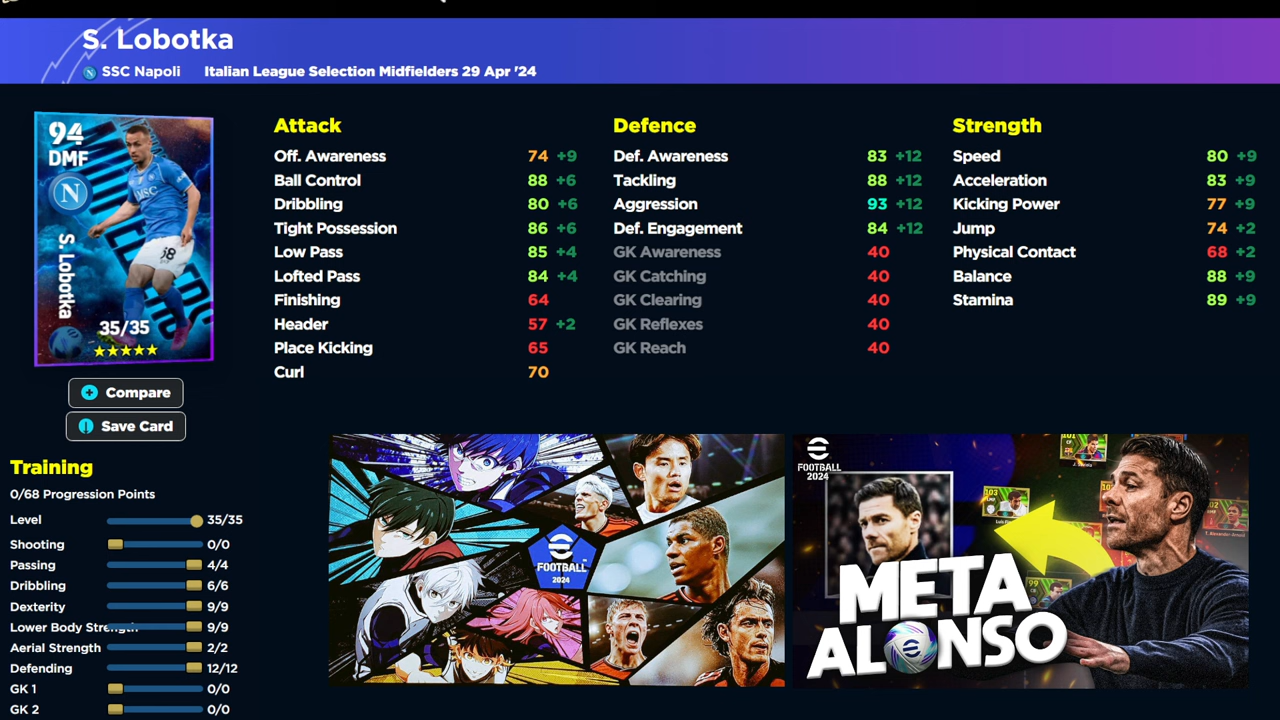 S. Lobotka
SSC Napoli Italian League Selection Midfielders 29 Apr '24
94
DMF
N
S. Lobotka
35/35
Compare
Save Card
Attack
Off. Awareness 74 +9
Ball Control 88 +6
Dribbling 80 +6
Tight Possession 86 +6
Low Pass 85 +4
Lofted Pass 84 +4
Finishing 64
Header 57 +2
Place Kicking 65
Curl 70
Defence
Def. Awareness 83 +12
Tackling 88 +12
Aggression 93 +12
Def. Engagement 84 +12
GK Awareness 40
GK Catching 40
GK Clearing 40
GK Reflexes 40
GK Reach 40
Strength
Speed 80 +9
Acceleration 83 +9
Kicking Power 77 +9
Jump 74 +2
Physical Contact 68 +2
Balance 88 +9
Stamina 89 +9
Training
0/68 Progression Points
Level 35/35
Shooting 0/0
Passing 4/4
Dribbling 6/6
Dexterity 9/9
Lower Body Strength 9/9
Aerial Strength 2/2
Defending 12/12
GK 1 0/0
GK 2 0/0
FOOTBALL
2024
FOOTBALL
2024
103
META
ALONSO